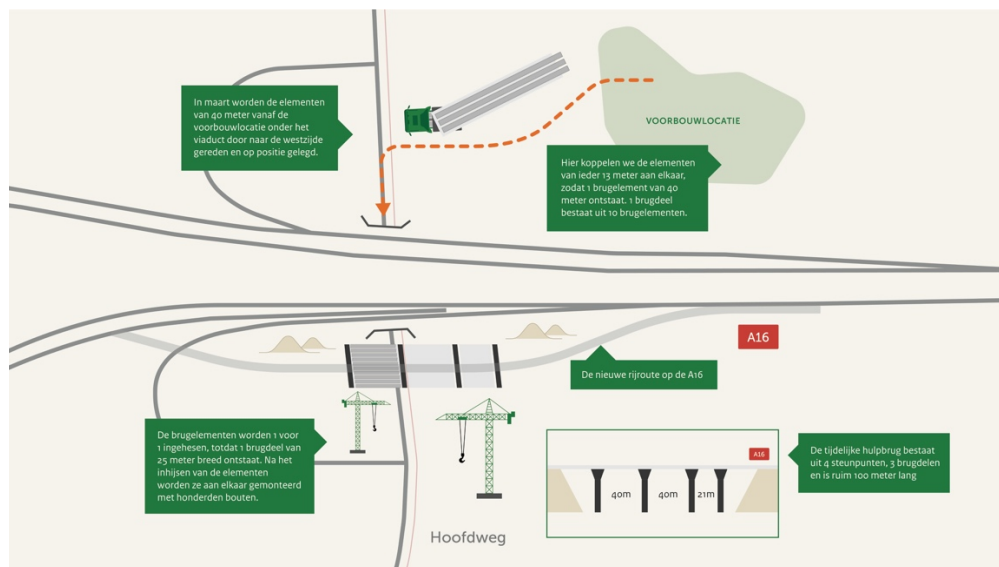 In maart worden de elementen
van 40 meter vanaf de
voorbouwlocatie onder het
viaduct door naar de westzijde
gereden en op positie gelegd.
VOORBOUWLOCATIE
Hier koppelen we de elementen
van ieder 13 meter aan elkaar,
zodat 1 brugelement van 40
meter ontstaat. 1 brugdeel
bestaat uit 10 brugelementen.
A16
De nieuwe rijroute op de A16
De brugelementen worden 1 voor
1 ingehesen, totdat 1 brugdeel van
25 meter breed ontstaat. Na het
inhijsen van de elementen
worden ze aan elkaar gemonteerd
met honderden bouten.
A16
40m
40m
21m
De tijdelijke hulpbrug bestaat
uit 4 steunpunten, 3 brugdelen
en is ruim 100 meter lang
Hoofdweg